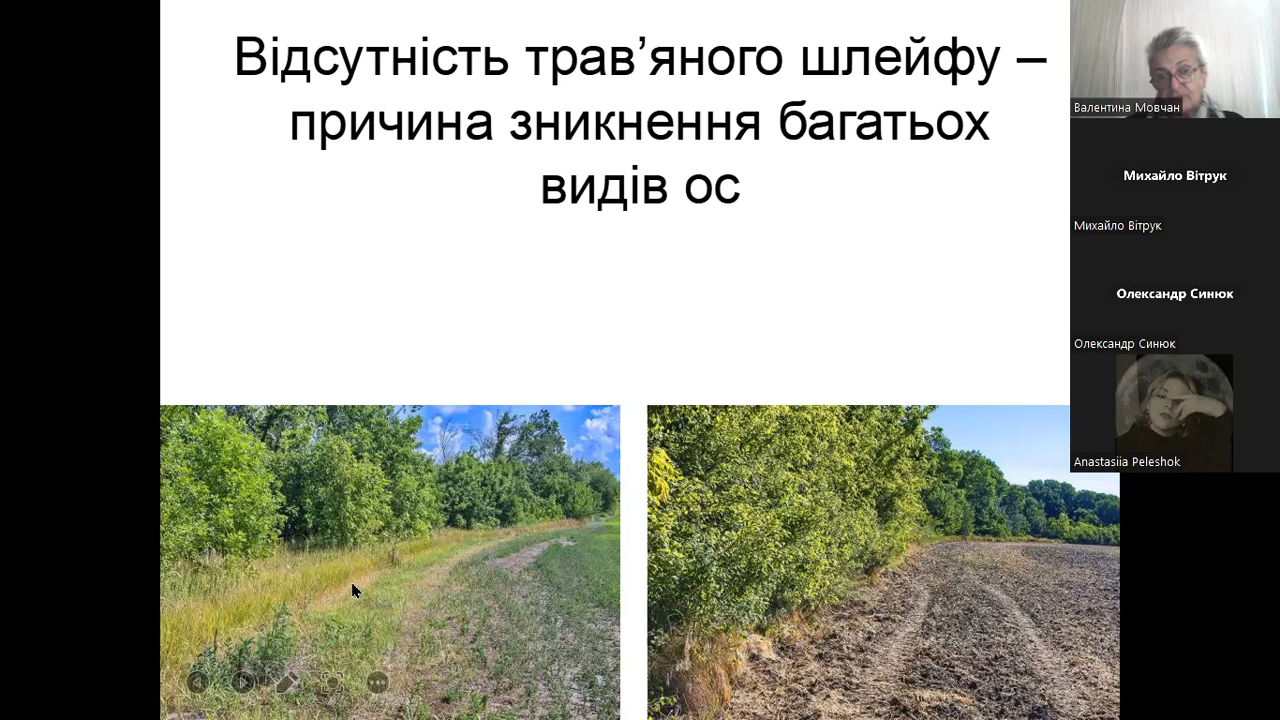 Відсутність трав’яного шлейфу –
причина зникнення багатьох
видів ос
Валентина Мовчан
Михайло Вітрук
Михайло Вітрук
Олександр Синюк
Олександр Синюк
Anastasiia Peleshok